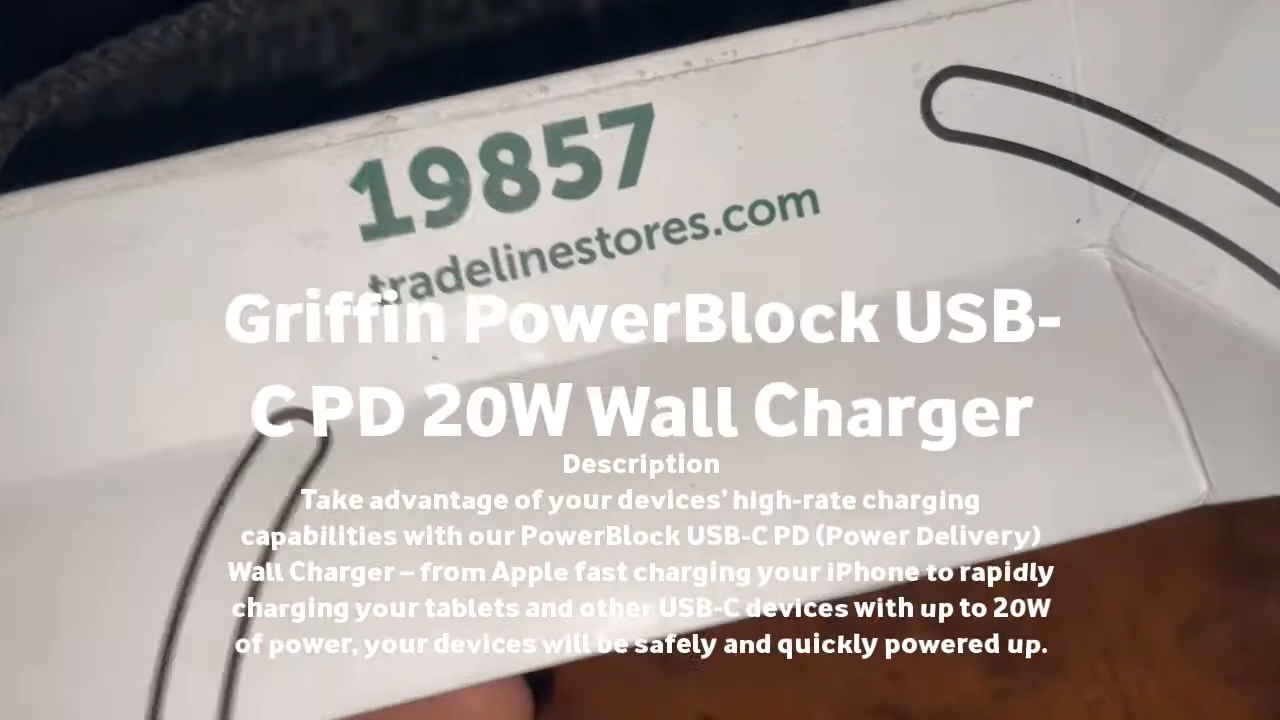 19857
tradelinestores.com
Griffin PowerBlock USB-
C PD 20W Wall Charger
Description
Take advantage of your devices’ high-rate charging
capabilities with our PowerBlock USB-C PD (Power Delivery)
Wall Charger – from Apple fast charging your iPhone to rapidly
charging your tablets and other USB-C devices with up to 20W
of power, your devices will be safely and quickly powered up.